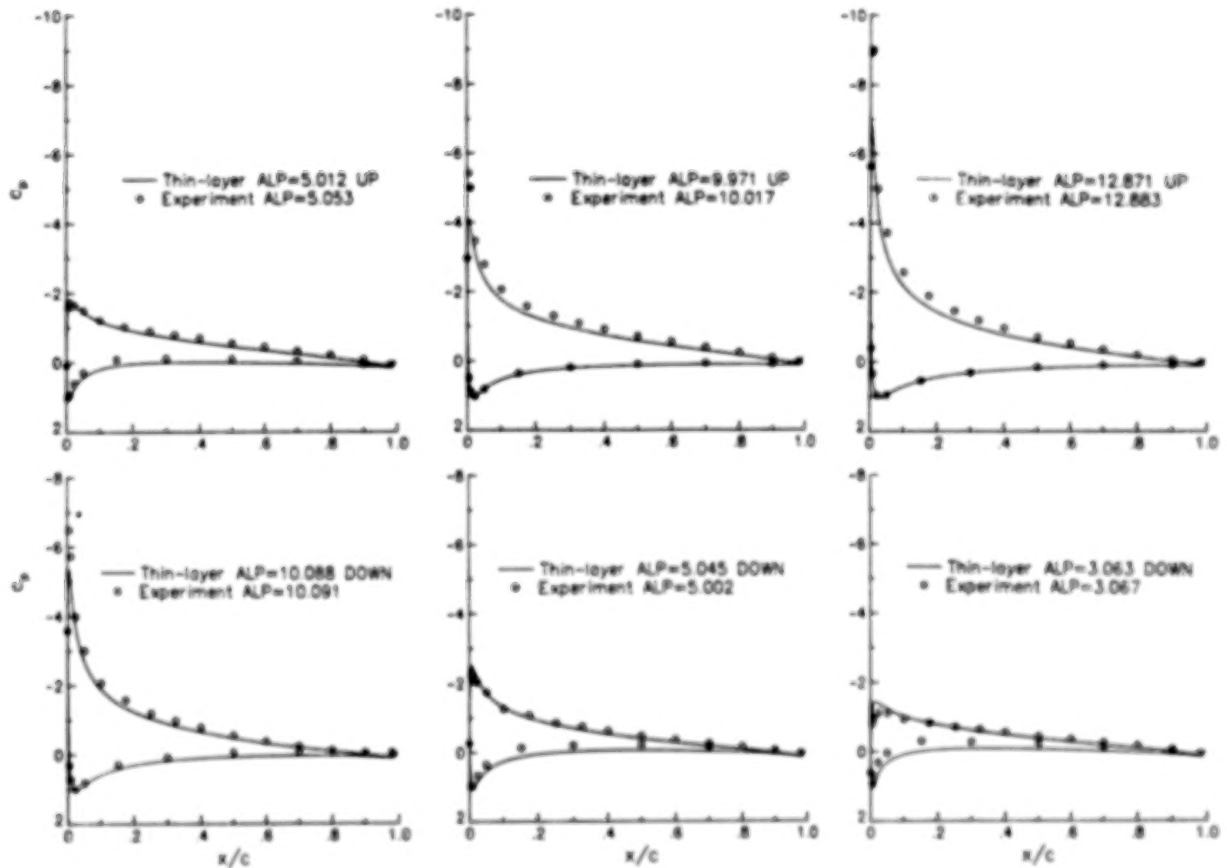 -10
-8
-6
-4
-2
0
2
Cp
Thin-layer ALP=5.012 UP
Experiment ALP=5.053
0 .2 .4 .6 .8 1.0
-10
-8
-6
-4
-2
0
2
Thin-layer ALP=9.971 UP
Experiment ALP=10.017
0 .2 .4 .6 .8 1.0
-10
-8
-6
-4
-2
0
2
Thin-layer ALP=12.871 UP
Experiment ALP=12.883
0 .2 .4 .6 .8 1.0
-8
-6
-4
-2
0
2
Cp
Thin-layer ALP=10.088 DOWN
Experiment ALP=10.091
0 .2 .4 .6 .8 1.0
x/c
-8
-6
-4
-2
0
2
Thin-layer ALP=5.045 DOWN
Experiment ALP=5.002
0 .2 .4 .6 .8 1.0
x/c
-8
-6
-4
-2
0
2
Thin-layer ALP=3.063 DOWN
Experiment ALP=3.067
0 .2 .4 .6 .8 1.0
x/c